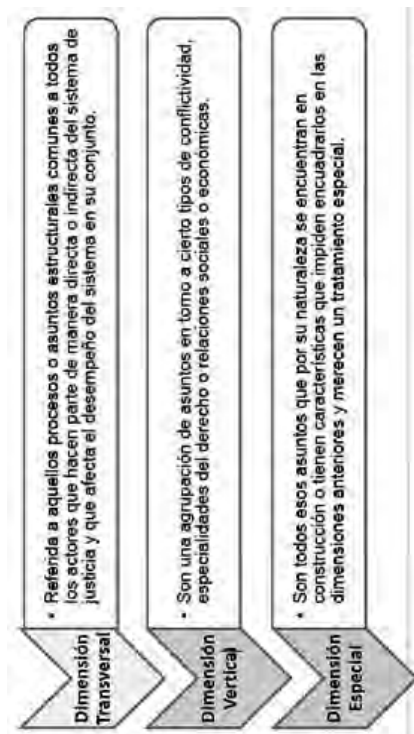 Dimensión
Transversal
• Referida a aquellos procesos o asuntos estructurales comunes a todos
los actores que hacen parte de manera directa o indirecta del sistema de
justicia y que afecta el desempeño del sistema en su conjunto.
Dimensión
Vertical
• Son una agrupación de asuntos en torno a cierto tipos de conflictividad,
especialidades del derecho o relaciones sociales o económicas.
Dimensión
Especial
• Son todos esos asuntos que por su naturaleza se encuentran en
construcción o tienen características que impiden encuadrarlos en las
dimensiones anteriores y merecen un tratamiento especial.